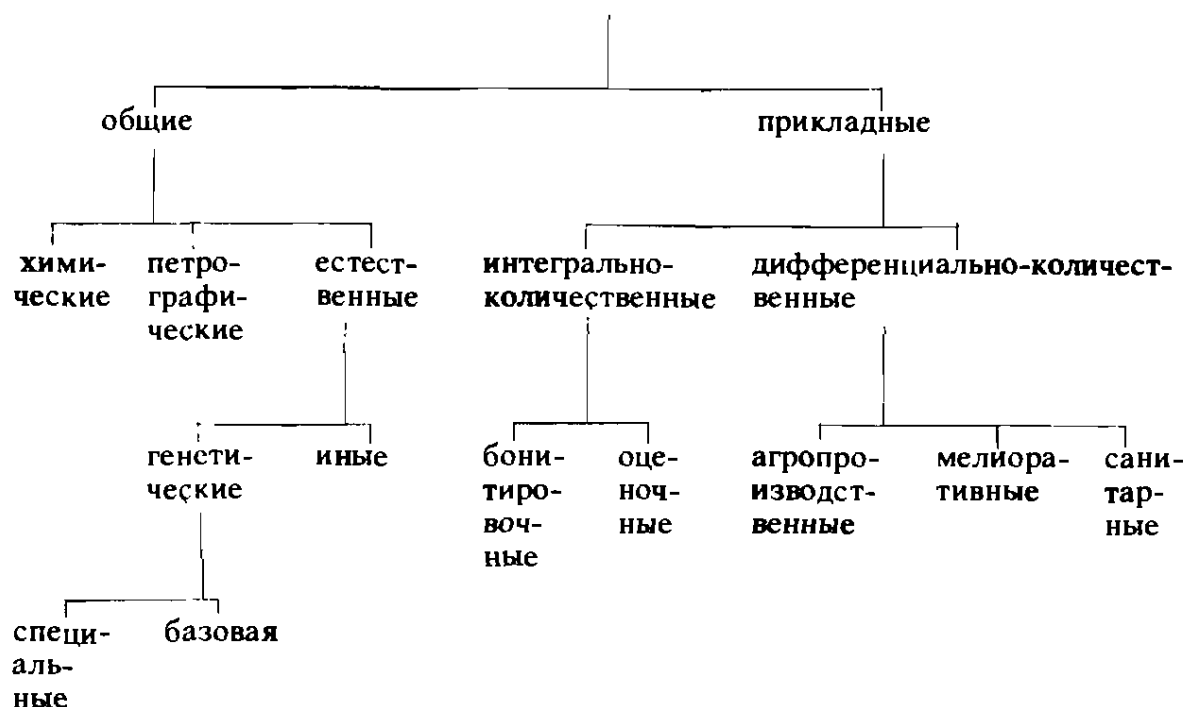 общие
прикладные
хими-
ческие
петро-
графи-
ческие
естест-
венные
интегрально-
количественные
дифференциально-количест-
венные
генети-
ческие
иные
бони-
тиро-
воч-
ные
оце-
ноч-
ные
агропро-
изводст-
венные
мелиора-
тивные
сани-
тар-
ные
специ-
аль-
ные
базовая